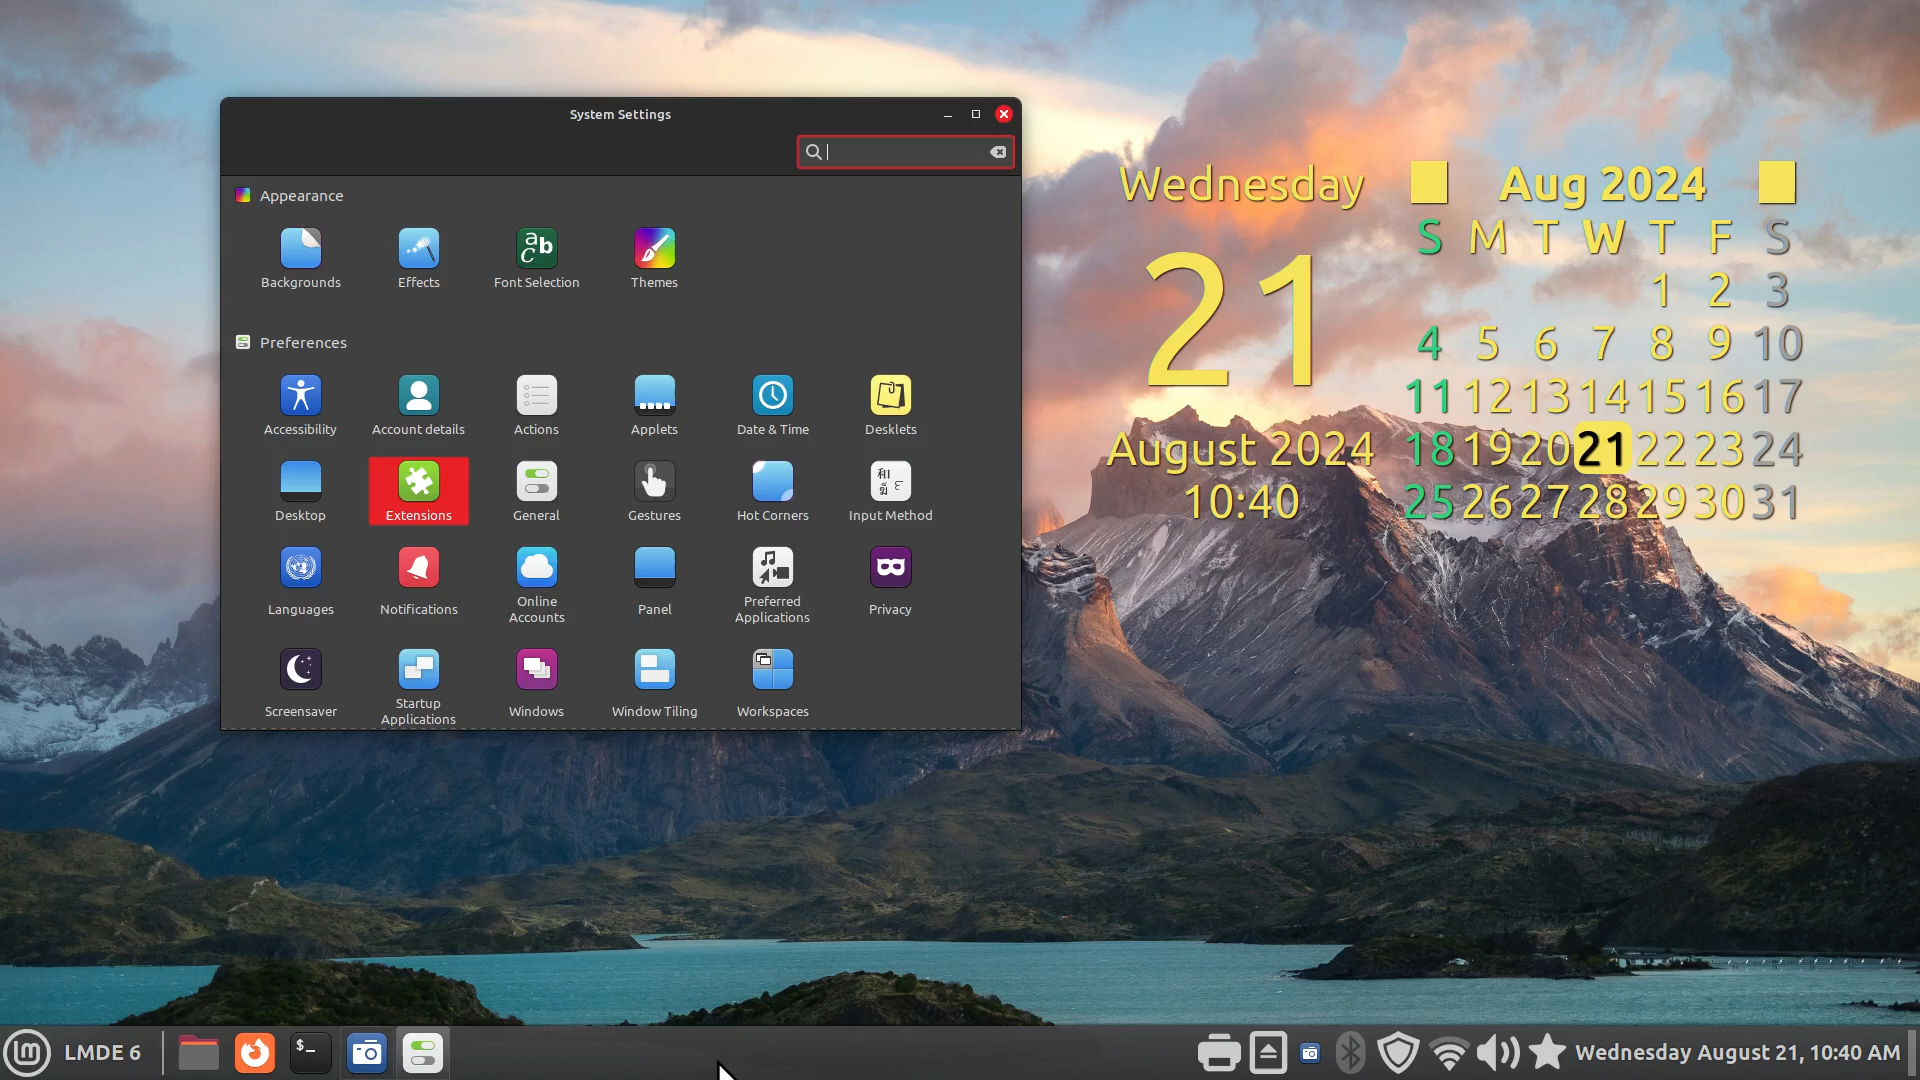 System Settings
Appearance
Backgrounds Effects Font Selection Themes
Preferences
Accessibility Account details Actions Applets Date & Time Desklets
Desktop Extensions General Gestures Hot Corners Input Method
Languages Notifications Online Accounts Panel Preferred Applications Privacy
Screensaver Startup Applications Windows Window Tiling Workspaces
Wednesday
21
August 2024
10:40
Aug 2024
S M T W T F S
1 2 3
4 5 6 7 8 9 10
11 12 13 14 15 16 17
18 19 20 21 22 23 24
25 26 27 28 29 30 31
LMDE 6
Wednesday August 21, 10:40 AM